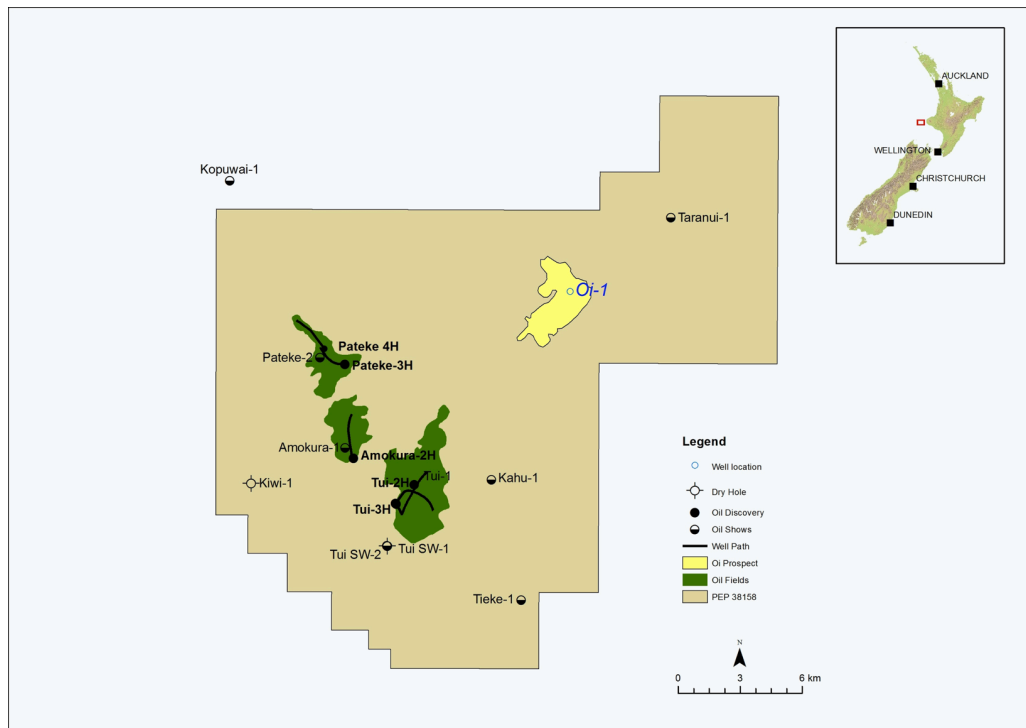 AUCKLAND
WELLINGTON
CHRISTCHURCH
DUNEDIN
Kopuwai-1
Taranui-1
Oi-1
Pateke 4H
Pateke-2
Pateke-3H
Amokura-1
Amokura-2H
Tui-1
Tui-2H
Kahu-1
Kiwi-1
Tui-3H
Tui SW-2
Tui SW-1
Tieke-1
Legend
Well location
Dry Hole
Oil Discovery
Oil Shows
Well Path
Oi Prospect
Oil Fields
PEP 38158
N
0 3 6 km